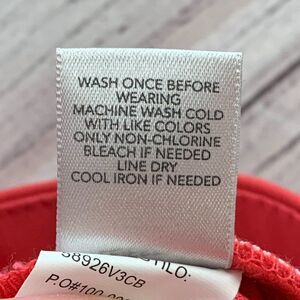 WASH ONCE BEFORE
WEARING
MACHINE WASH COLD
WITH LIKE COLORS
ONLY NON-CHLORINE
BLEACH IF NEEDED
LINE DRY
COOL IRON IF NEEDED
58926V3CB